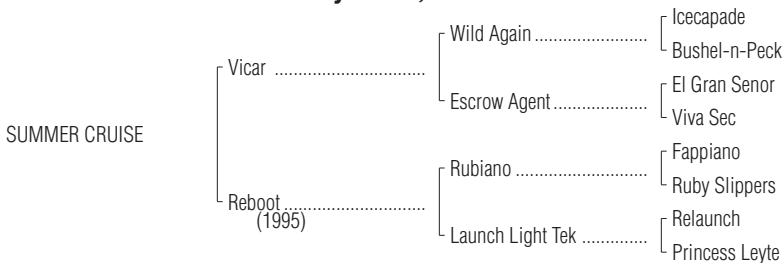 Icecapade
Wild Again ..............................
Bushel-n-Peck
Vicar ........................................
El Gran Senor
Escrow Agent .........................
Viva Sec
SUMMER CRUISE
Fappiano
Rubiano ...................................
Ruby Slippers
Reboot ......................................
(1995)
Relaunch
Launch Light Tek .................
Princess Leyte